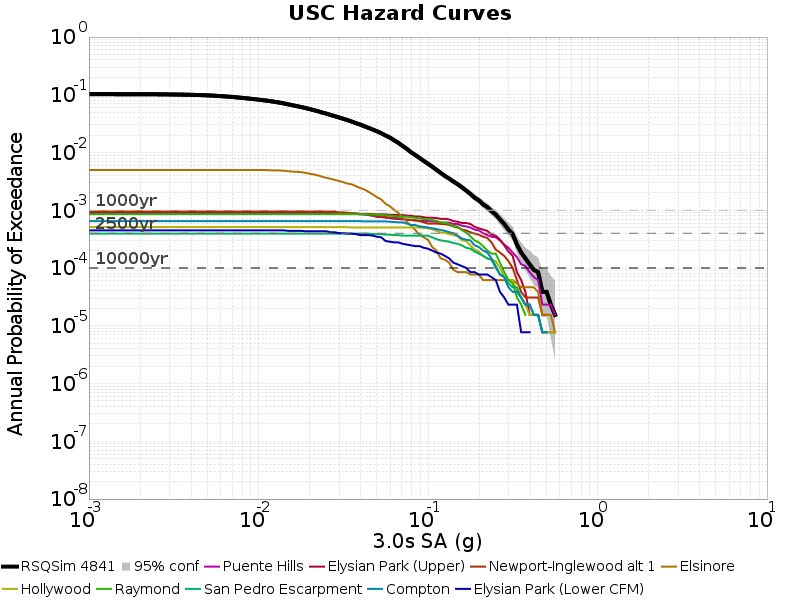 USC Hazard Curves
Annual Probability of Exceedance
10^0
10^-1
10^-2
10^-3
10^-4
10^-5
10^-6
10^-7
10^-8
1000yr
2500yr
10000yr
10^-3 10^-2 10^-1 10^0 10^1
3.0s SA (g)
RSQSim 4841 95% conf Puente Hills Elysian Park (Upper) Newport-Inglewood alt 1 Elsinore
Hollywood Raymond San Pedro Escarpment Compton Elysian Park (Lower CFM)